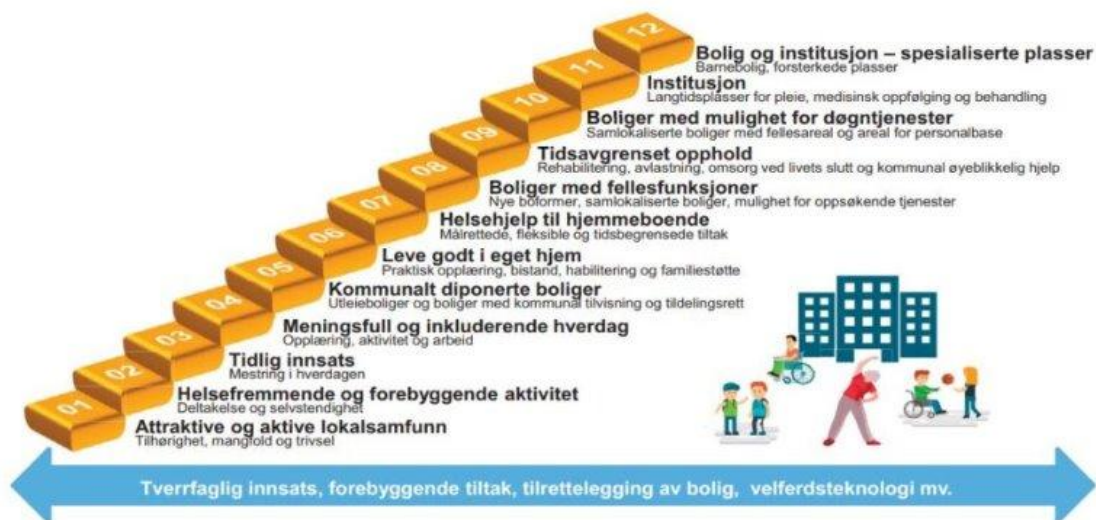 12
Bolig og institusjon – spesialiserte plasser
Barnebolig, forsterkede plasser
11
Institusjon
Langtidsplasser for pleie, medisinsk oppfølging og behandling
10
Boliger med mulighet for døgntjenester
Samlokaliserte boliger med fellesareal og areal for personalbase
09
Tidsavgrenset opphold
Rehabilitering, avlastning, omsorg ved livets slutt og kommunal øyeblikkelig hjelp
08
Boliger med fellesfunksjoner
Nye boformer, samlokaliserte boliger, mulighet for oppsøkende tjenester
07
Helsehjelp til hjemmeboende
Målrettede, fleksible og tidsbegrensede tiltak
06
Leve godt i eget hjem
Praktisk opplæring, bistand, habilitering og familiestøtte
05
Kommunalt diponerte boliger
Utleieboliger og boliger med kommunal tilvisning og tildelingsrett
04
Meningsfull og inkluderende hverdag
Opplæring, aktivitet og arbeid
03
Tidlig innsats
Mestring i hverdagen
02
Helsefremmende og forebyggende aktivitet
Deltakelse og selvstendighet
01
Attraktive og aktive lokalsamfunn
Tilhørighet, mangfold og trivsel
Tverrfaglig innsats, forebyggende tiltak, tilrettelegging av bolig, velferdsteknologi mv.